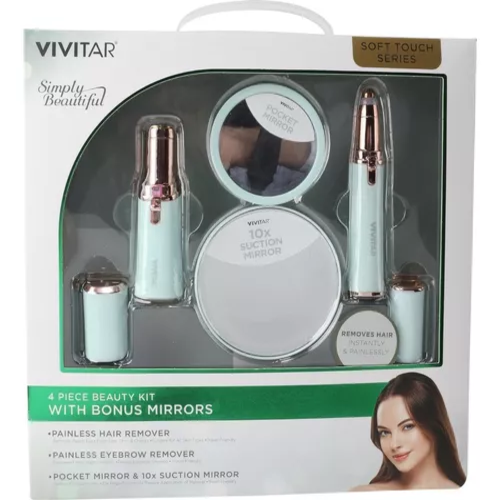 VIVITAR®
SOFT TOUCH
SERIES
Simply
Beautiful
VIVITAR
POCKET
MIRROR
VIVITAR
10x
SUCTION
MIRROR
VIVITAR
VIVITAR
REMOVES HAIR
INSTANTLY
& PAINLESSLY
4 PIECE BEAUTY KIT
WITH BONUS MIRRORS
•PAINLESS HAIR REMOVER
•PAINLESS EYEBROW REMOVER
•POCKET MIRROR & 10x SUCTION MIRROR